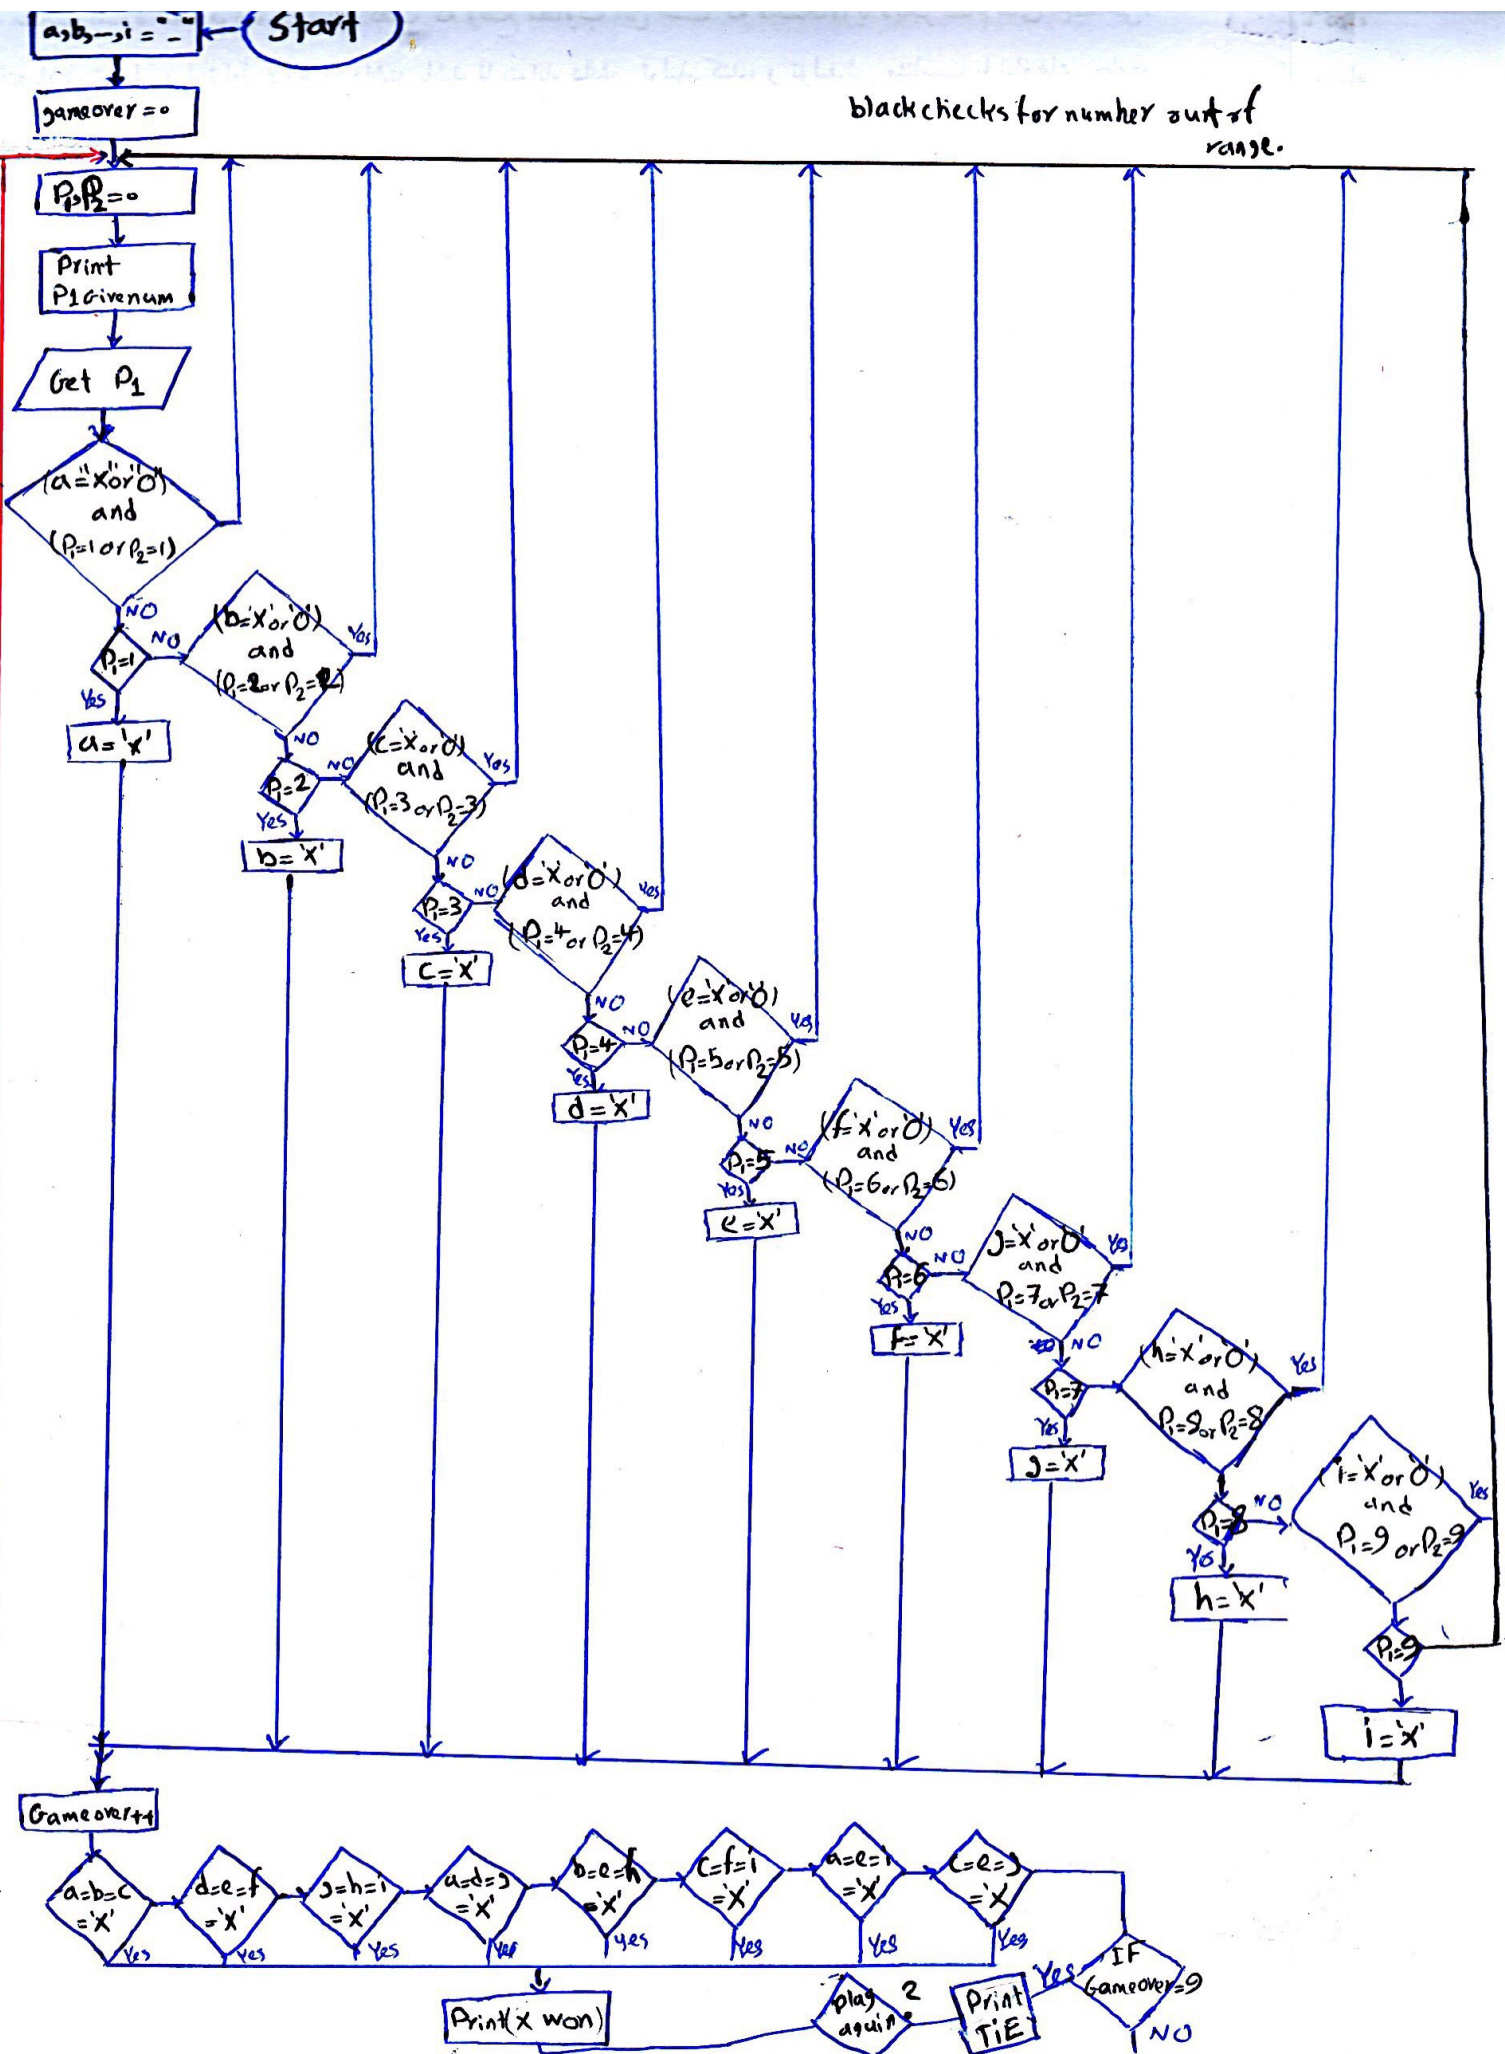 a,b,--,i = "-"
Start
gameover=0
black checks for number ourt of
range.
P1,P2=0
Print
P1 Givenum
Get P1
(a="x"or"o")
and
(P1=1 or P2=1)
NO
P1=1
NO
Yes
a='x'
(b='x'or'o')
and
(P1=2or P2=2)
Yes
NO
P1=2
NO
Yes
b='x'
(c='x'or'o')
and
(P1=3 or P2=3)
Yes
NO
P1=3
NO
Yes
c='x'
(d='x'or'o')
and
(P1=4 or P2=4)
Yes
NO
P1=4
NO
Yes
d='x'
(e='x'or'o')
and
(P1=5 or P2=5)
Yes
NO
P1=5
NO
Yes
e='x'
(f='x'or'o')
and
(P1=6 or P2=6)
Yes
NO
P1=6
NO
Yes
f='x'
g='x'or'o'
and
P1=7 or P2=7
Yes
NO
P1=7
Yes
g='x'
(h='x'or'o')
and
P1=8 or P2=8
Yes
P1=8
NO
Yes
h='x'
(i='x'or'o')
and
P1=9 or P2=9
Yes
P1=9
i='x'
Gameover++
a=b=c
='x'
Yes
d=e=f
='x'
Yes
g=h=i
='x'
Yes
a=d=g
='x'
Yes
b=e=h
='x'
Yes
c=f=i
='x'
Yes
a=e=i
='x'
Yes
c=e=g
='x'
Yes
IF
Gameover=9
Yes
NO
Print
TiE
play
again
?
Print(x won)